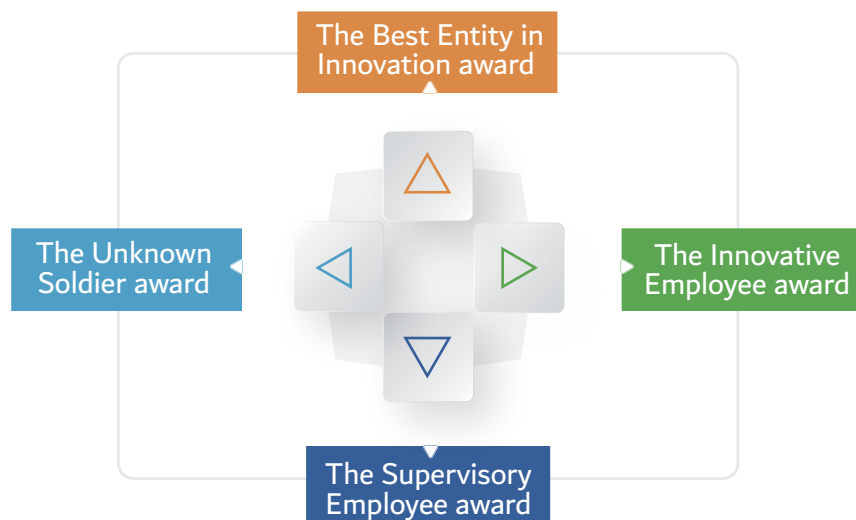 The Best Entity in
Innovation award
The Unknown
Soldier award
The Innovative
Employee award
The Supervisory
Employee award